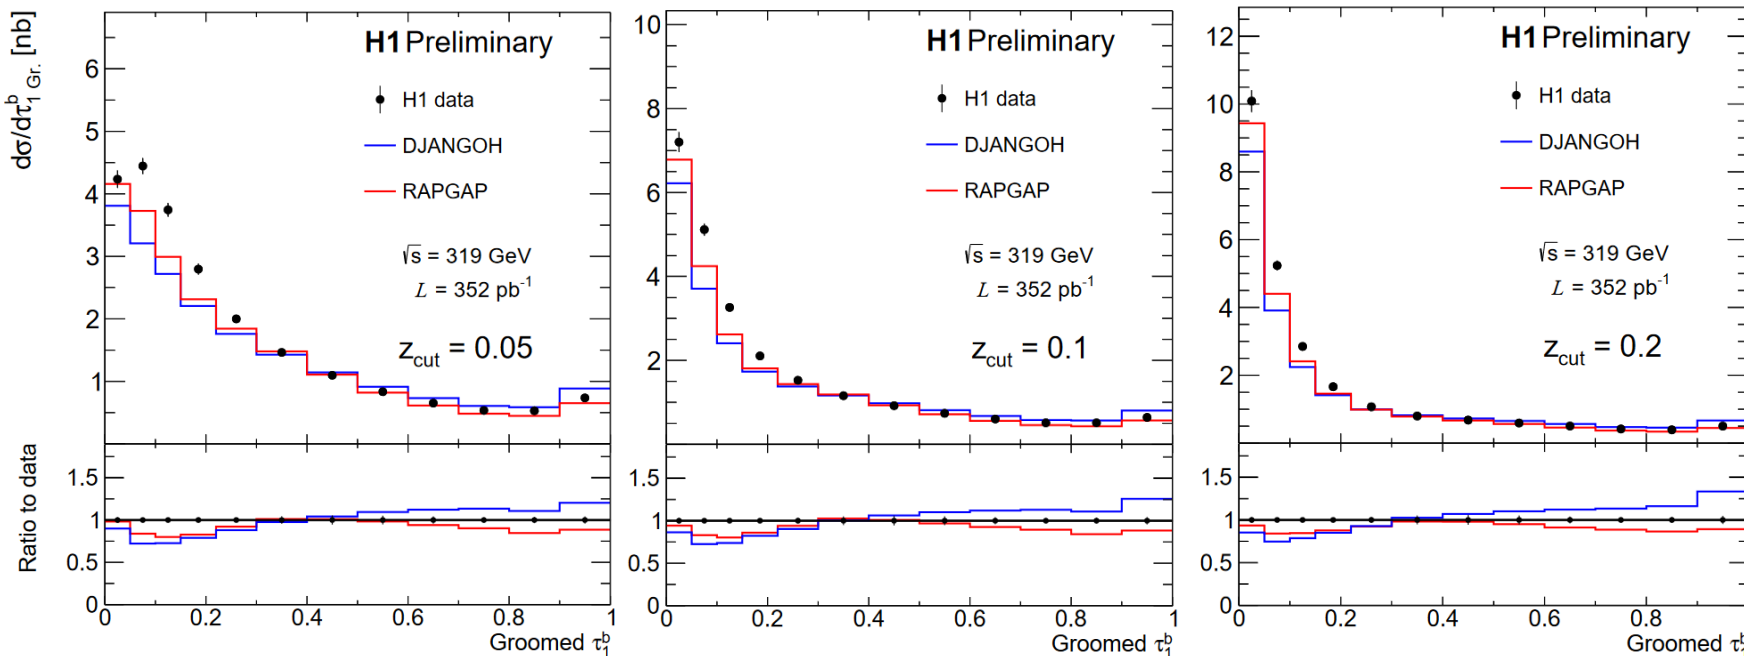 dσ/dτ₁ᵇ Gr. [nb]
H1 Preliminary
H1 data
DJANGOH
RAPGAP
√s = 319 GeV
L = 352 pb⁻¹
z_cut = 0.05
6
5
4
3
2
1
Ratio to data
1.5
1
0.5
0
0 0.2 0.4 0.6 0.8 1
Groomed τ₁ᵇ
H1 Preliminary
H1 data
DJANGOH
RAPGAP
√s = 319 GeV
L = 352 pb⁻¹
z_cut = 0.1
10
8
6
4
2
1.5
1
0.5
0
0 0.2 0.4 0.6 0.8 1
Groomed τ₁ᵇ
H1 Preliminary
H1 data
DJANGOH
RAPGAP
√s = 319 GeV
L = 352 pb⁻¹
z_cut = 0.2
12
10
8
6
4
2
1.5
1
0.5
0
0 0.2 0.4 0.6 0.8
Groomed